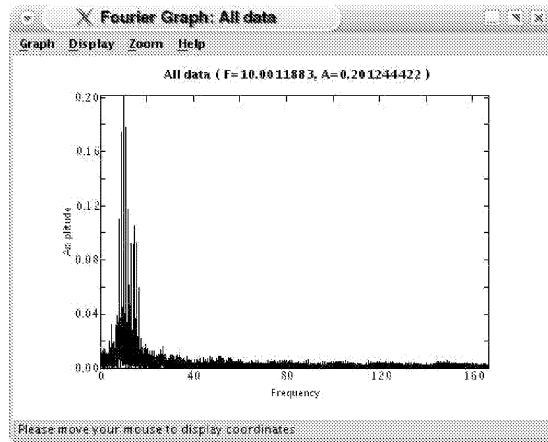 Fourier Graph: All data
Graph Display Zoom Help
All data ( F=10.0011883, A=0.201244422 )
0.20
0.16
0.12
0.08
0.04
0.00
Amplitude
0 40 80 120 160
Frequency
Please move your mouse to display coordinates